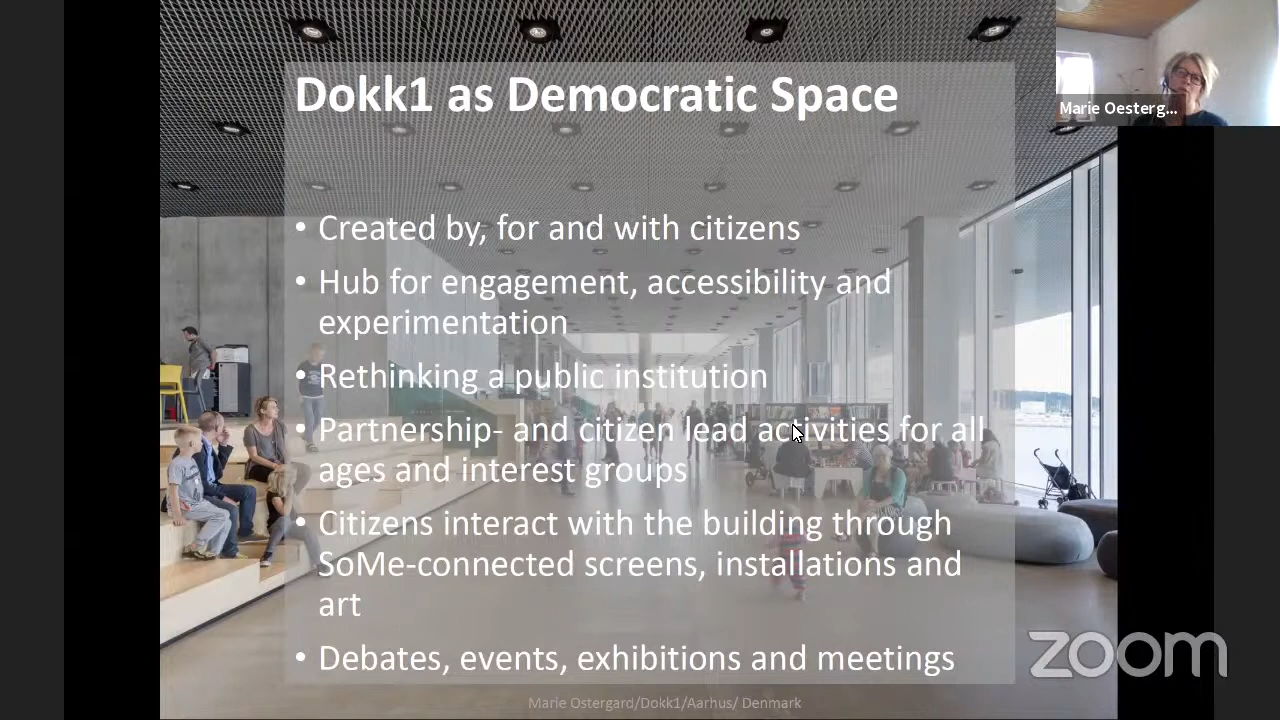 Dokk1 as Democratic Space
Marie Oesterg...
• Created by, for and with citizens
• Hub for engagement, accessibility and
experimentation
• Rethinking a public institution
• Partnership- and citizen lead activities for all
ages and interest groups
• Citizens interact with the building through
SoMe-connected screens, installations and
art
• Debates, events, exhibitions and meetings
zoom
Marie Ostergard/Dokk1/Aarhus/ Denmark